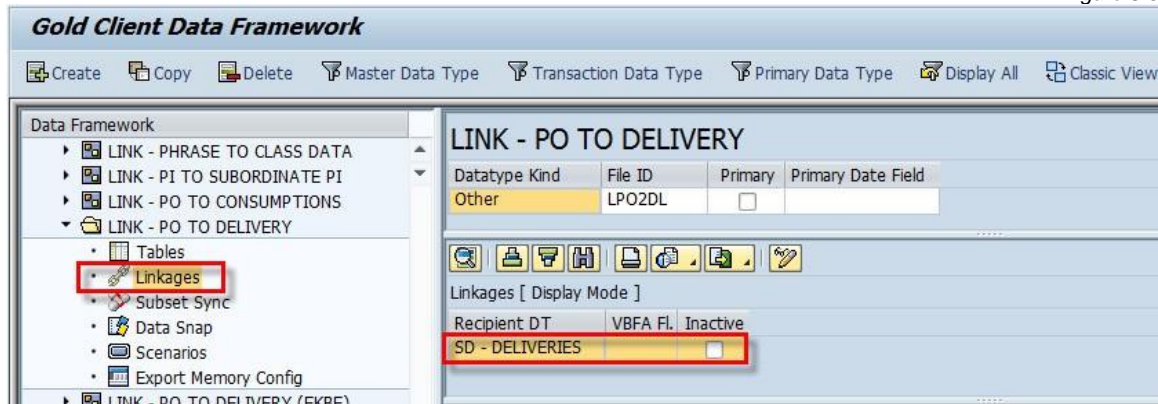 Gold Client Data Framework
Create Copy Delete Master Data Type Transaction Data Type Primary Data Type Display All Classic View
Data Framework
LINK - PHRASE TO CLASS DATA
LINK - PI TO SUBORDINATE PI
LINK - PO TO CONSUMPTIONS
LINK - PO TO DELIVERY
Tables
Linkages
Subset Sync
Data Snap
Scenarios
Export Memory Config
LINK - PO TO DELIVERY (EKBE)
LINK - PO TO DELIVERY
Datatype Kind File ID Primary Primary Date Field
Other LPO2DL
Linkages [ Display Mode ]
Recipient DT VBFA Fl. Inactive
SD - DELIVERIES